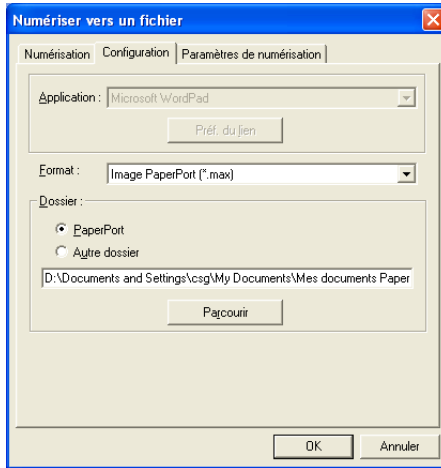 Numériser vers un fichier
Numérisation Configuration Paramètres de numérisation
Application : Microsoft WordPad
Préf. du lien
Format : Image PaperPort (*.max)
Dossier :
PaperPort
Autre dossier
D:\Documents and Settings\csg\My Documents\Mes documents Paper
Parcourir
OK Annuler